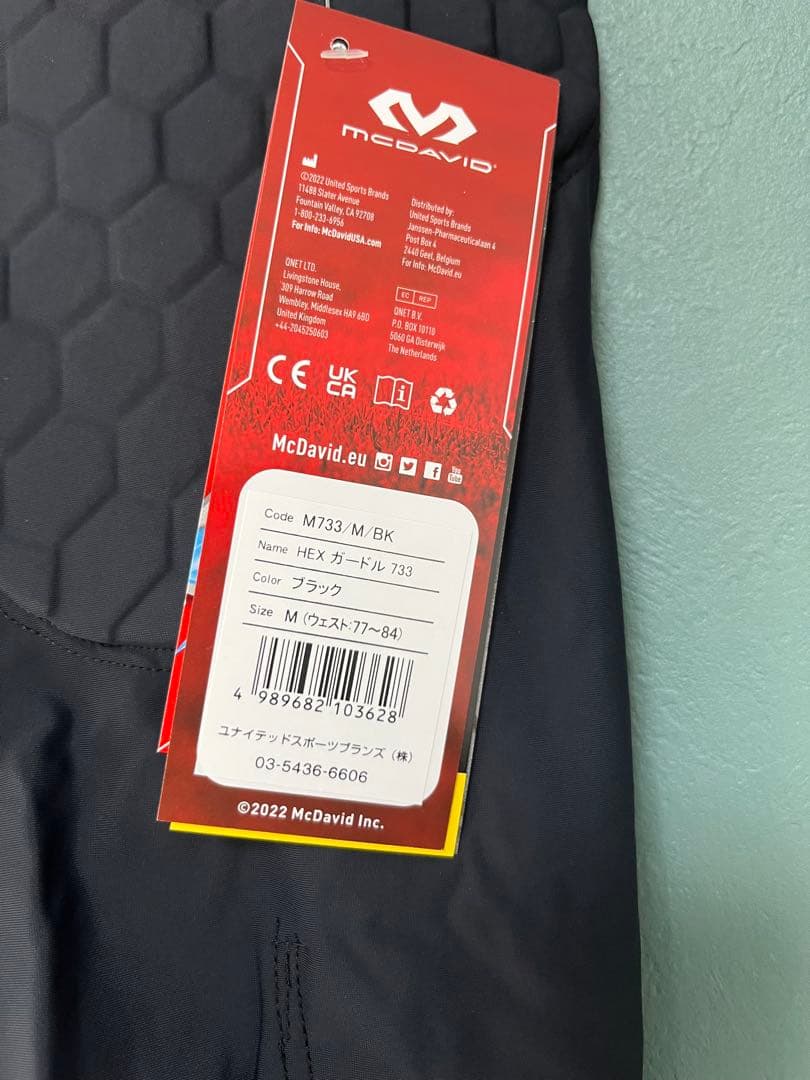 MCDAVID
©2022 United Sports Brands
11488 Slater Avenue
Fountain Valley, CA 92708
1-800-233-6956
For Info: McDavidUSA.com
Distributed by:
United Sports Brands
Janssen-Pharmaceuticalaan 4
Post Box 4
2440 Geel, Belgium
For Info: McDavid.eu
QNET LTD.
Livingstone House,
309 Harrow Road
Wembley, Middlesex HA9 6BD
United Kingdom
+44-2045250603
EC REP
QNET B.V.
P.O. BOX 10110
5060 GA Oisterwijk
The Netherlands
CE
UK
CA
i
McDavid.eu
You
Tube
Code M733/M/BK
Name HEX ガードル 733
Color ブラック
Size M (ウェスト:77～84)
4 989682 103628
ユナイテッドスポーツブランズ (株)
03-5436-6606
©2022 McDavid Inc.